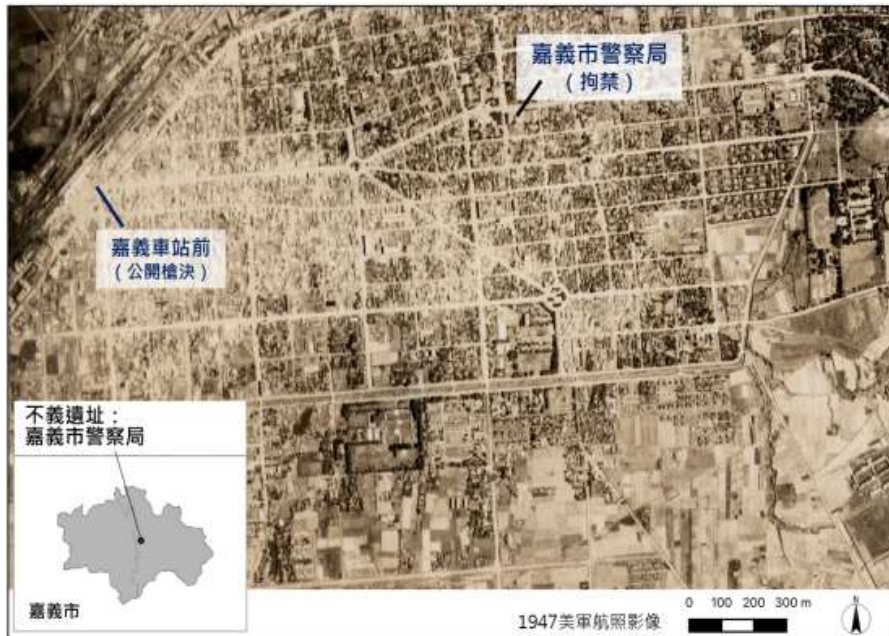 嘉義市警察局
（拘禁）
嘉義車站前
（公開槍決）
不義遺址：
嘉義市警察局
嘉義市
1947美軍航照影像
0 100 200 300 m
N